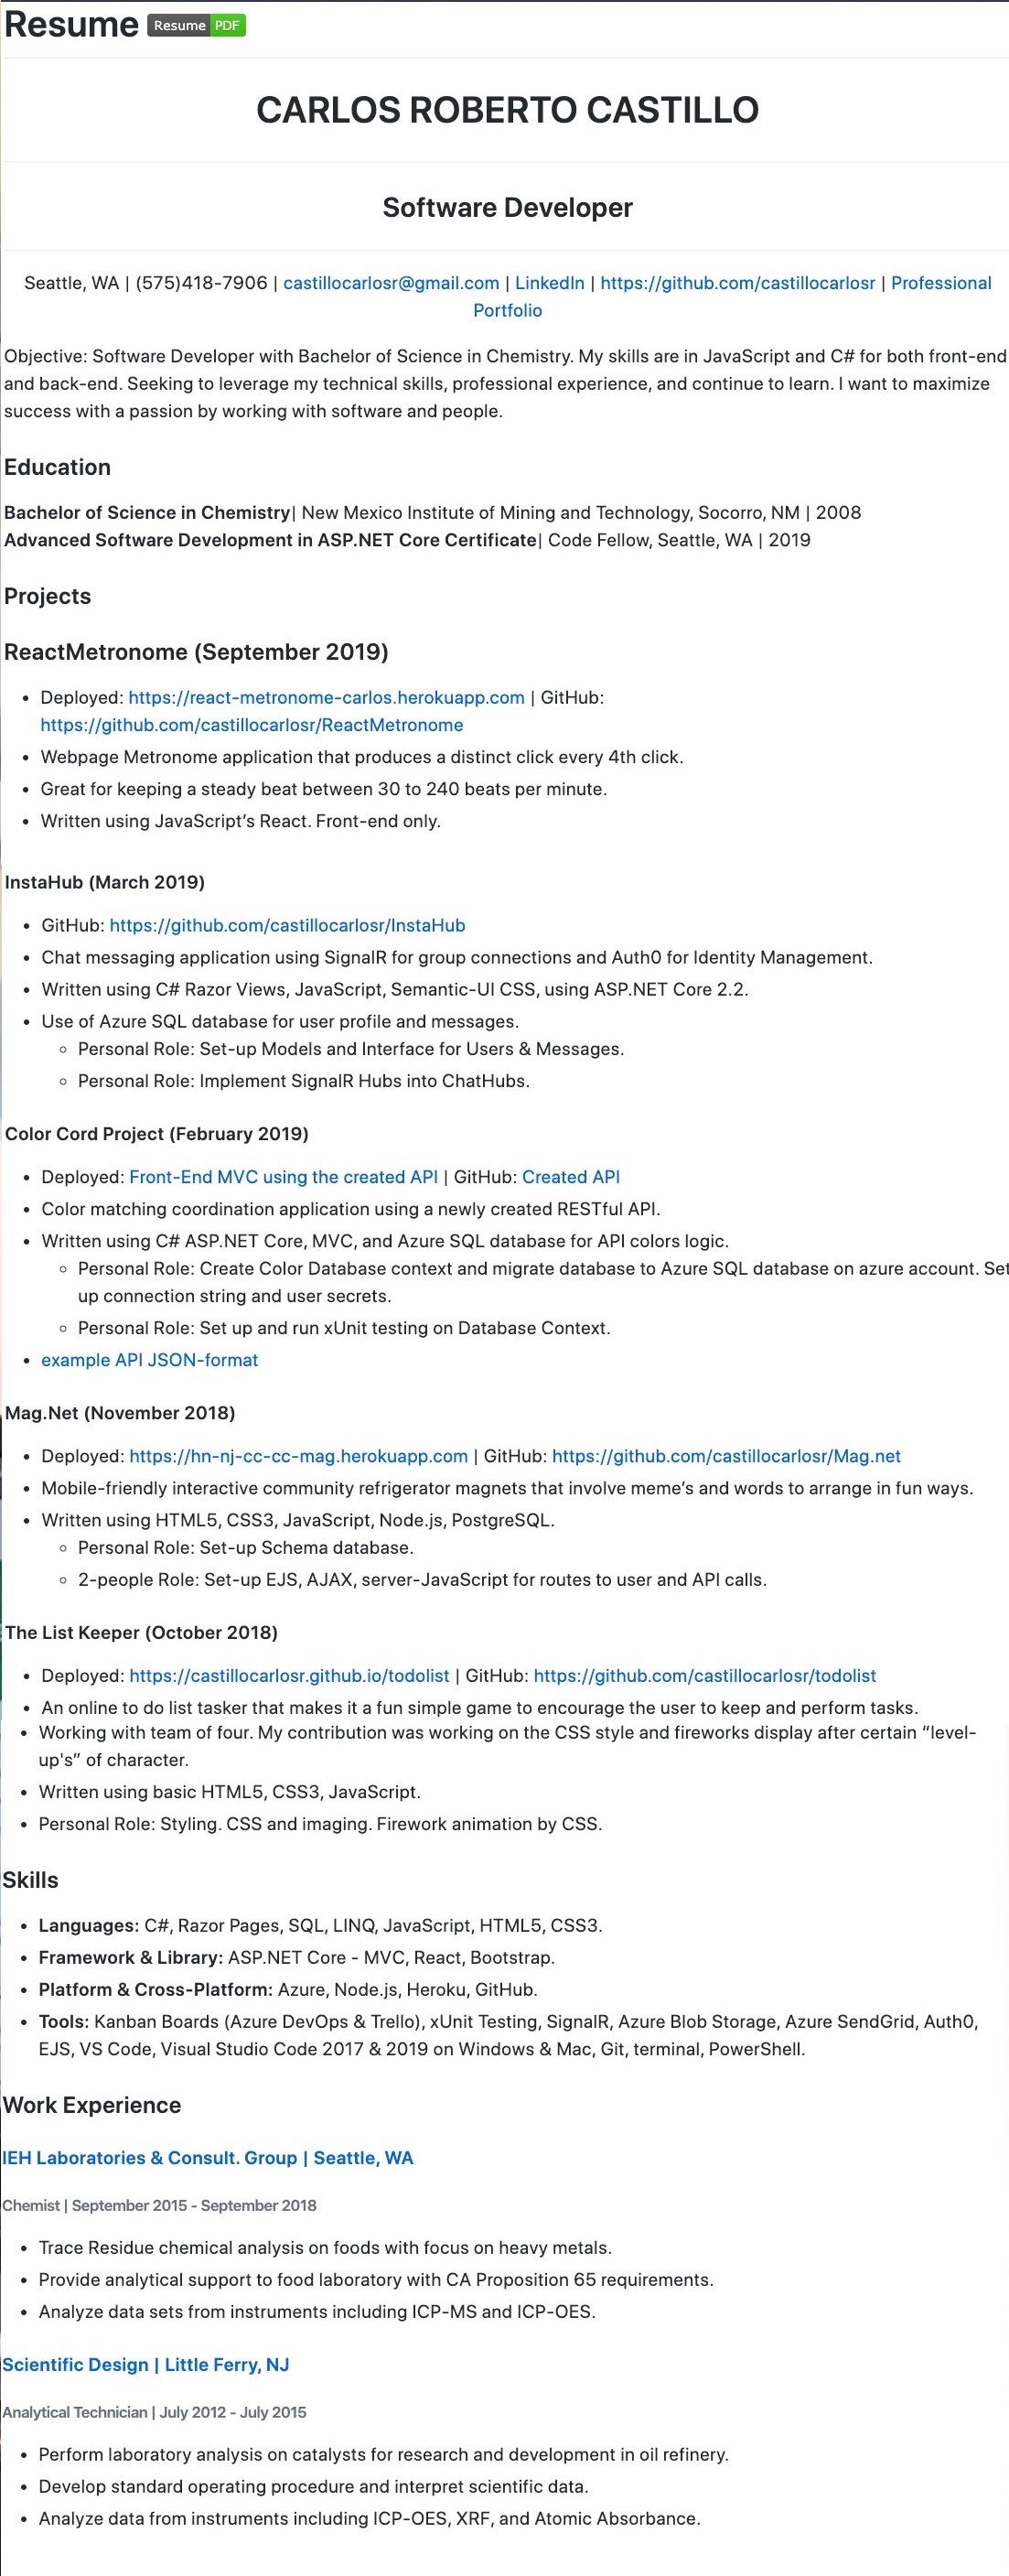 Resume Resume PDF
CARLOS ROBERTO CASTILLO
Software Developer
Seattle, WA | (575)418-7906 | castillocarlosr@gmail.com | LinkedIn | https://github.com/castillocarlosr | Professional
Portfolio
Objective: Software Developer with Bachelor of Science in Chemistry. My skills are in JavaScript and C# for both front-end
and back-end. Seeking to leverage my technical skills, professional experience, and continue to learn. I want to maximize
success with a passion by working with software and people.
Education
Bachelor of Science in Chemistry| New Mexico Institute of Mining and Technology, Socorro, NM | 2008
Advanced Software Development in ASP.NET Core Certificate| Code Fellow, Seattle, WA | 2019
Projects
ReactMetronome (September 2019)
• Deployed: https://react-metronome-carlos.herokuapp.com | GitHub:
https://github.com/castillocarlosr/ReactMetronome
• Webpage Metronome application that produces a distinct click every 4th click.
• Great for keeping a steady beat between 30 to 240 beats per minute.
• Written using JavaScript's React. Front-end only.
InstaHub (March 2019)
• GitHub: https://github.com/castillocarlosr/InstaHub
• Chat messaging application using SignalR for group connections and Auth0 for Identity Management.
• Written using C# Razor Views, JavaScript, Semantic-UI CSS, using ASP.NET Core 2.2.
• Use of Azure SQL database for user profile and messages.
◦ Personal Role: Set-up Models and Interface for Users & Messages.
◦ Personal Role: Implement SignalR Hubs into ChatHubs.
Color Cord Project (February 2019)
• Deployed: Front-End MVC using the created API | GitHub: Created API
• Color matching coordination application using a newly created RESTful API.
• Written using C# ASP.NET Core, MVC, and Azure SQL database for API colors logic.
◦ Personal Role: Create Color Database context and migrate database to Azure SQL database on azure account. Set
up connection string and user secrets.
◦ Personal Role: Set up and run xUnit testing on Database Context.
• example API JSON-format
Mag.Net (November 2018)
• Deployed: https://hn-nj-cc-cc-mag.herokuapp.com | GitHub: https://github.com/castillocarlosr/Mag.net
• Mobile-friendly interactive community refrigerator magnets that involve meme's and words to arrange in fun ways.
• Written using HTML5, CSS3, JavaScript, Node.js, PostgreSQL.
◦ Personal Role: Set-up Schema database.
◦ 2-people Role: Set-up EJS, AJAX, server-JavaScript for routes to user and API calls.
The List Keeper (October 2018)
• Deployed: https://castillocarlosr.github.io/todolist | GitHub: https://github.com/castillocarlosr/todolist
• An online to do list tasker that makes it a fun simple game to encourage the user to keep and perform tasks.
• Working with team of four. My contribution was working on the CSS style and fireworks display after certain “level-
up's” of character.
• Written using basic HTML5, CSS3, JavaScript.
• Personal Role: Styling. CSS and imaging. Firework animation by CSS.
Skills
• Languages: C#, Razor Pages, SQL, LINQ, JavaScript, HTML5, CSS3.
• Framework & Library: ASP.NET Core - MVC, React, Bootstrap.
• Platform & Cross-Platform: Azure, Node.js, Heroku, GitHub.
• Tools: Kanban Boards (Azure DevOps & Trello), xUnit Testing, SignalR, Azure Blob Storage, Azure SendGrid, Auth0,
EJS, VS Code, Visual Studio Code 2017 & 2019 on Windows & Mac, Git, terminal, PowerShell.
Work Experience
IEH Laboratories & Consult. Group | Seattle, WA
Chemist | September 2015 - September 2018
• Trace Residue chemical analysis on foods with focus on heavy metals.
• Provide analytical support to food laboratory with CA Proposition 65 requirements.
• Analyze data sets from instruments including ICP-MS and ICP-OES.
Scientific Design | Little Ferry, NJ
Analytical Technician | July 2012 - July 2015
• Perform laboratory analysis on catalysts for research and development in oil refinery.
• Develop standard operating procedure and interpret scientific data.
• Analyze data from instruments including ICP-OES, XRF, and Atomic Absorbance.